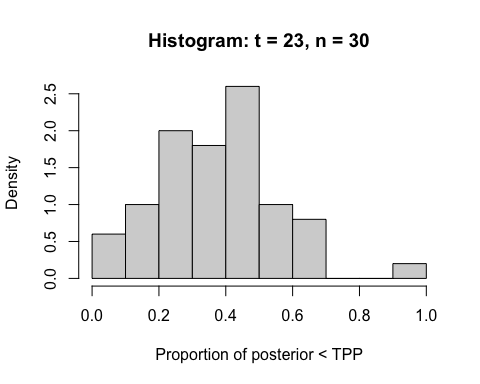 Histogram: t = 23, n = 30
Density
0.0 0.5 1.0 1.5 2.0 2.5
0.0 0.2 0.4 0.6 0.8 1.0
Proportion of posterior < TPP